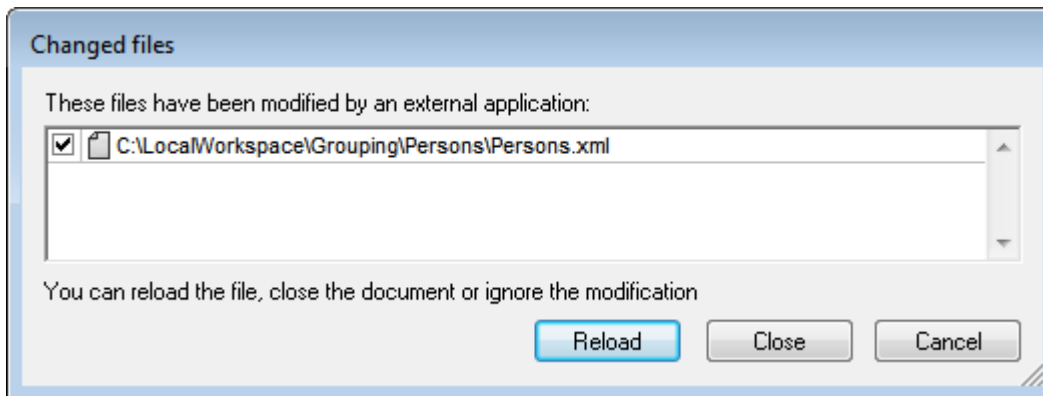 Changed files
These files have been modified by an external application:
C:\LocalWorkspace\Grouping\Persons\Persons.xml
You can reload the file, close the document or ignore the modification
Reload Close Cancel